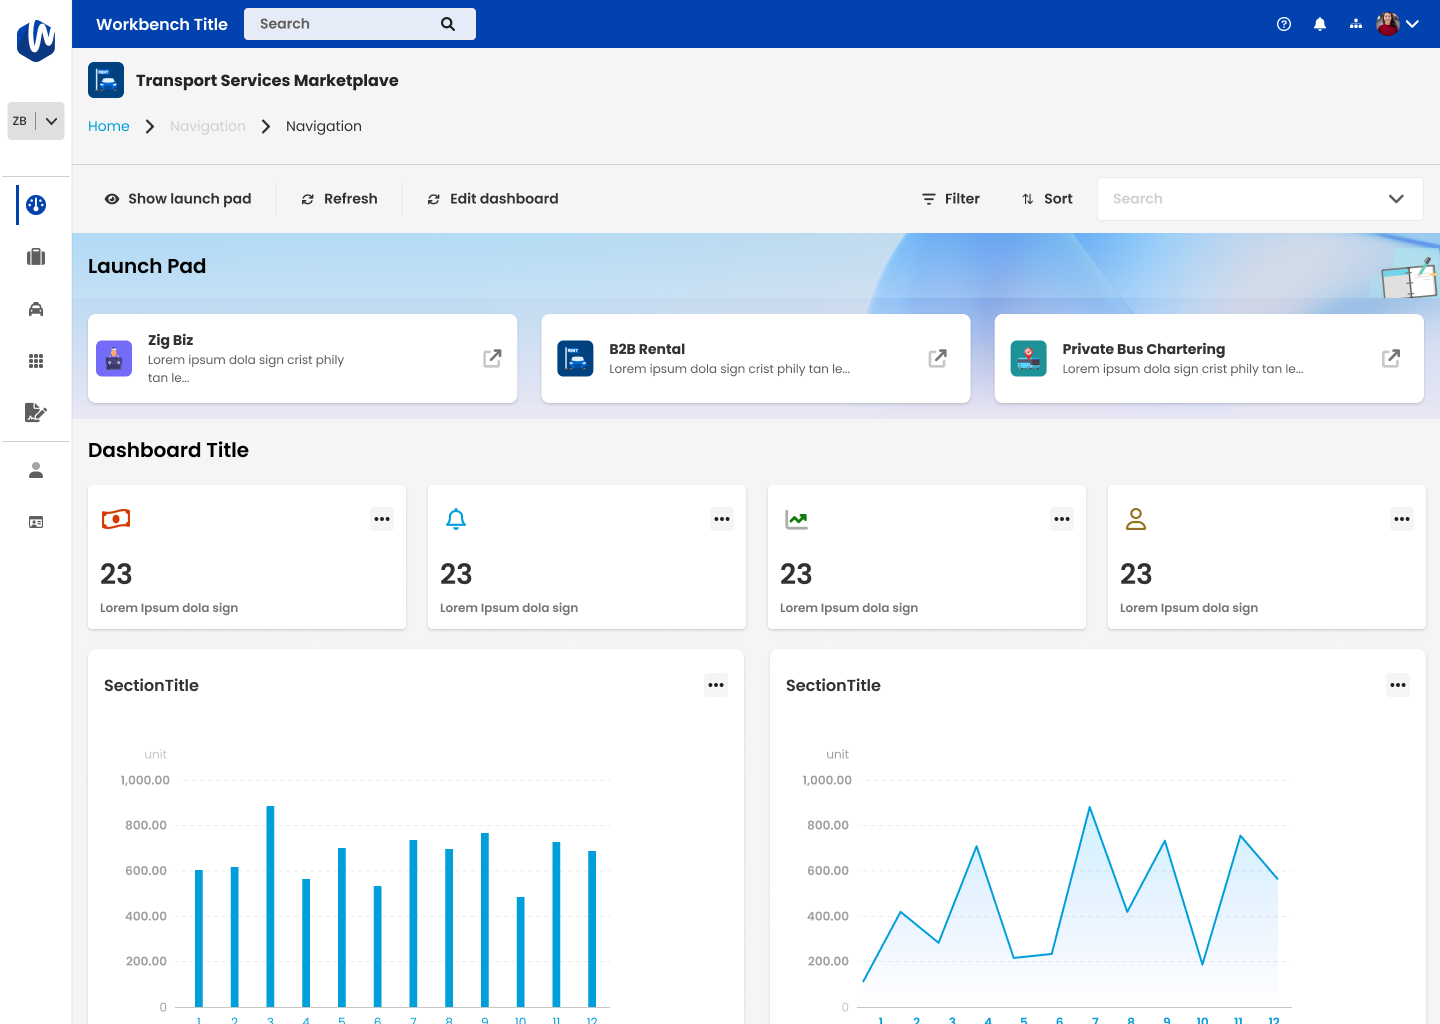 W
Workbench Title
Search
Transport Services Marketplave
ZB
Home
Navigation
Navigation
Show launch pad
Refresh
Edit dashboard
Filter
Sort
Search
Launch Pad
Zig Biz
Lorem ipsum dola sign crist phily
tan le...
RENT
B2B Rental
Lorem ipsum dola sign crist phily tan le...
Private Bus Chartering
Lorem ipsum dola sign crist phily tan le...
Dashboard Title
23
Lorem Ipsum dola sign
23
Lorem Ipsum dola sign
23
Lorem Ipsum dola sign
23
Lorem Ipsum dola sign
SectionTitle
unit
1,000.00
800.00
600.00
400.00
200.00
0
1 2 3 4 5 6 7 8 9 10 11 12
SectionTitle
unit
1,000.00
800.00
600.00
400.00
200.00
0
1 2 3 4 5 6 7 8 9 10 11 12